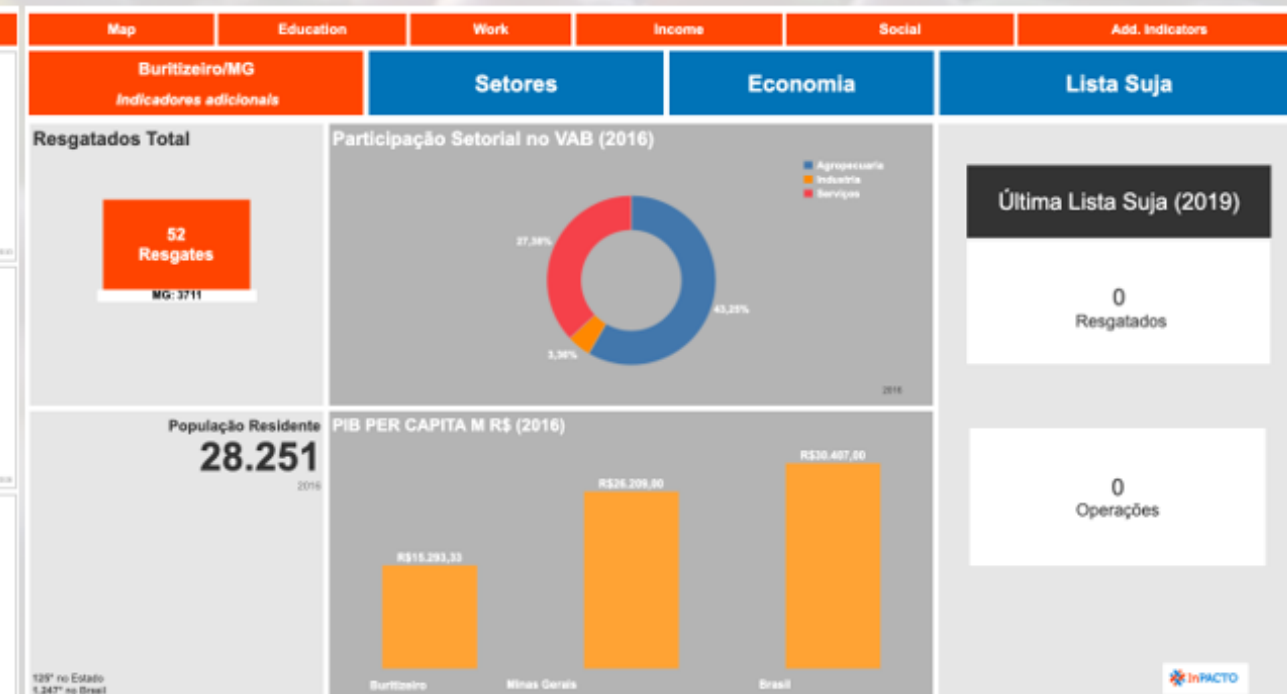 Map
Education
Work
Income
Social
Add. Indicators
Buritizeiro/MG
Indicadores adicionais
Setores
Economia
Lista Suja
Resgatados Total
52
Resgates
MG: 3711
Participação Setorial no VAB (2016)
Agropecuaria
Industria
Serviços
27,38%
43,25%
3,36%
2016
Última Lista Suja (2019)
0
Resgatados
0
Operações
População Residente
28.251
2016
125° no Estado
1.247° no Brasil
PIB PER CAPITA M R$ (2016)
R$15.293,33
R$26.209,00
R$30.407,00
Buritizeiro
Minas Gerais
Brasil
InPACTO